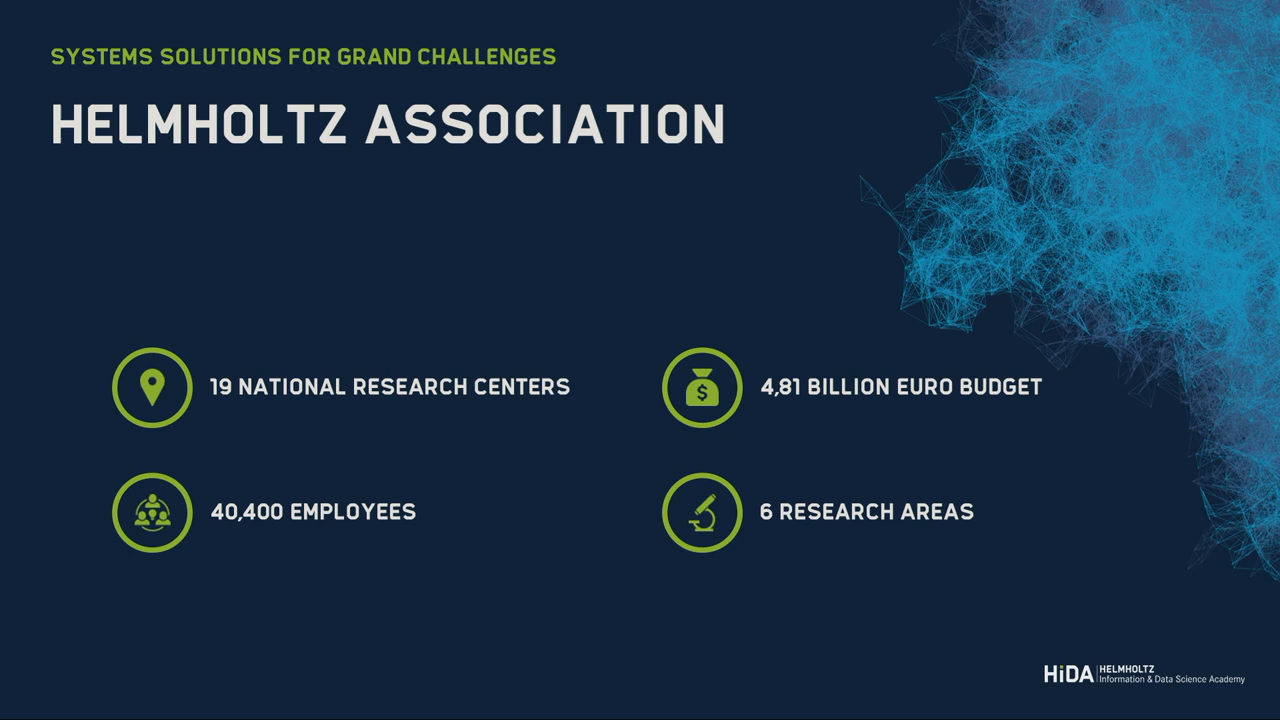 SYSTEMS SOLUTIONS FOR GRAND CHALLENGES
HELMHOLTZ ASSOCIATION
19 NATIONAL RESEARCH CENTERS
4,81 BILLION EURO BUDGET
$
40,400 EMPLOYEES
6 RESEARCH AREAS
HiDA HELMHOLTZ
Information & Data Science Academy